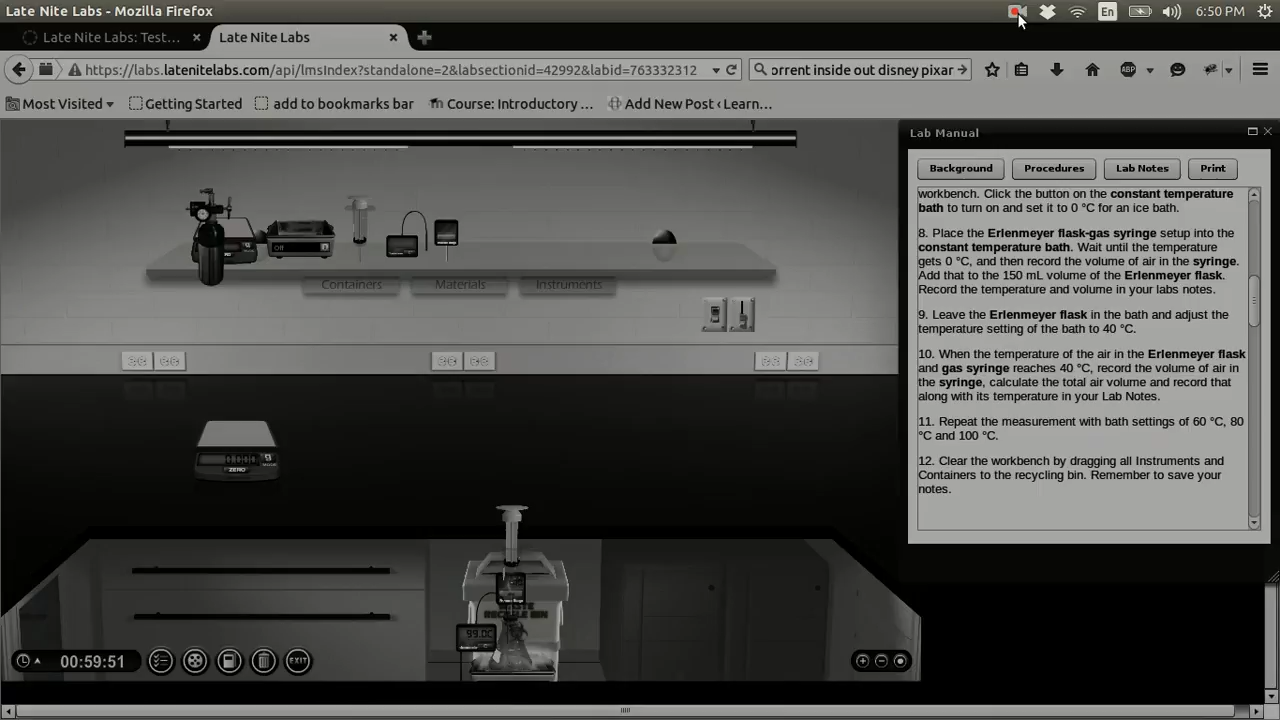 Late Nite Labs - Mozilla Firefox
En
6:50 PM
Late Nite Labs: Test…
Late Nite Labs
https://labs.latenitelabs.com/api/lmsIndex?standalone=2&labsectionid=42992&labid=763332312
orrent inside out disney pixar
ABP
Most Visited
Getting Started
add to bookmarks bar
Course: Introductory …
Add New Post ‹ Learn…
Lab Manual
Background
Procedures
Lab Notes
Print
workbench. Click the button on the constant temperature
bath to turn on and set it to 0 °C for an ice bath.
8. Place the Erlenmeyer flask-gas syringe setup into the
constant temperature bath. Wait until the temperature
gets 0 °C, and then record the volume of air in the syringe.
Add that to the 150 mL volume of the Erlenmeyer flask.
Record the temperature and volume in your labs notes.
9. Leave the Erlenmeyer flask in the bath and adjust the
temperature setting of the bath to 40 °C.
10. When the temperature of the air in the Erlenmeyer flask
and gas syringe reaches 40 °C, record the volume of air in
the syringe, calculate the total air volume and record that
along with its temperature in your Lab Notes.
11. Repeat the measurement with bath settings of 60 °C, 80
°C and 100 °C.
12. Clear the workbench by dragging all Instruments and
Containers to the recycling bin. Remember to save your
notes.
Off
Containers
Materials
Instruments
0.000
ZERO
MODE
RECYCLE BIN
99.0C
00:59:51
EXIT